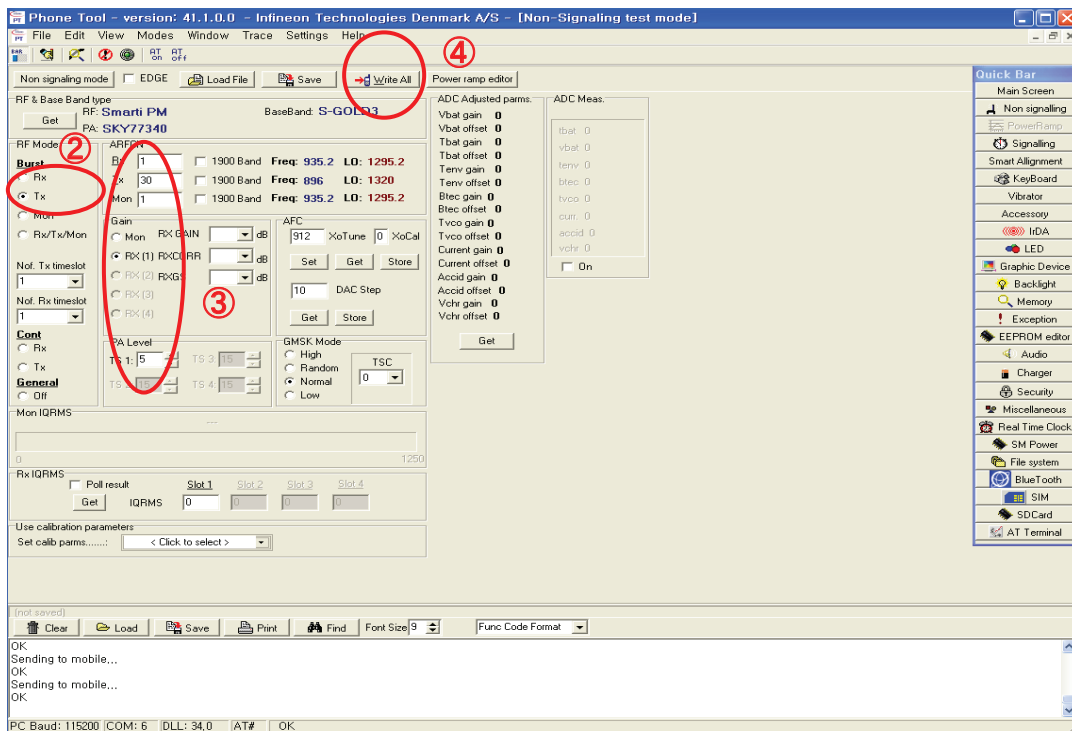 Phone Tool - version: 41.1.0.0 - Infineon Technologies Denmark A/S - [Non-Signaling test mode]
File Edit View Modes Window Trace Settings Help
BAR AT on AT Off
④
Non signaling mode EDGE Load File Save Write All Power ramp editor
RF & Base Band type
Get RF: Smarti PM BaseBand: S-GOLD3
PA: SKY77340
RF Mode
②
Burst
Rx
Tx
Mon
Rx/Tx/Mon
Nof. Tx timeslot
1
Nof. Rx timeslot
1
Cont
Rx
Tx
General
Off
ARFCN
1 1900 Band Freq: 935.2 LO: 1295.2
Tx 30 1900 Band Freq: 896 LO: 1320
Mon 1 1900 Band Freq: 935.2 LO: 1295.2
Gain
Mon RX GAIN dB
RX (1) RXCORR dB
RX (2) RXGS dB
RX (3)
RX (4)
③
AFC
912 XoTune 0 XoCal
Set Get Store
10 DAC Step
Get Store
PA Level
TS 1: 5 TS 3: 15
TS 15 TS 4: 15
GMSK Mode
High
Random
Normal
Low
TSC
0
Mon IQRMS
---
0 1250
Rx IQRMS
Poll result Slot 1 Slot 2 Slot 3 Slot 4
Get IQRMS 0 0 0 0
Use calibration parameters
Set calib parms......: < Click to select >
ADC Adjusted parms.
Vbat gain 0
Vbat offset 0
Tbat gain 0
Tbat offset 0
Tenv gain 0
Tenv offset 0
Btec gain 0
Btec offset 0
Tvco gain 0
Tvco offset 0
Current gain 0
Current offset 0
Accid gain 0
Accid offset 0
Vchr gain 0
Vchr offset 0
Get
ADC Meas.
tbat 0
vbat 0
tenv 0
btec 0
tvco 0
curr. 0
accid 0
vchr 0
On
Quick Bar
Main Screen
Non signalling
PowerRamp
Signalling
Smart Allignment
KeyBoard
Vibrator
Accessory
IrDA
LED
Graphic Device
Backlight
Memory
Exception
EEPROM editor
Audio
Charger
Security
Miscellaneous
Real Time Clock
SM Power
File system
BlueTooth
SIM
SDCard
AT Terminal
(not saved)
Clear Load Save Print Find Font Size 9 Func Code Format
OK
Sending to mobile...
OK
Sending to mobile...
OK
PC Baud: 115200 COM: 6 DLL: 34.0 AT# OK